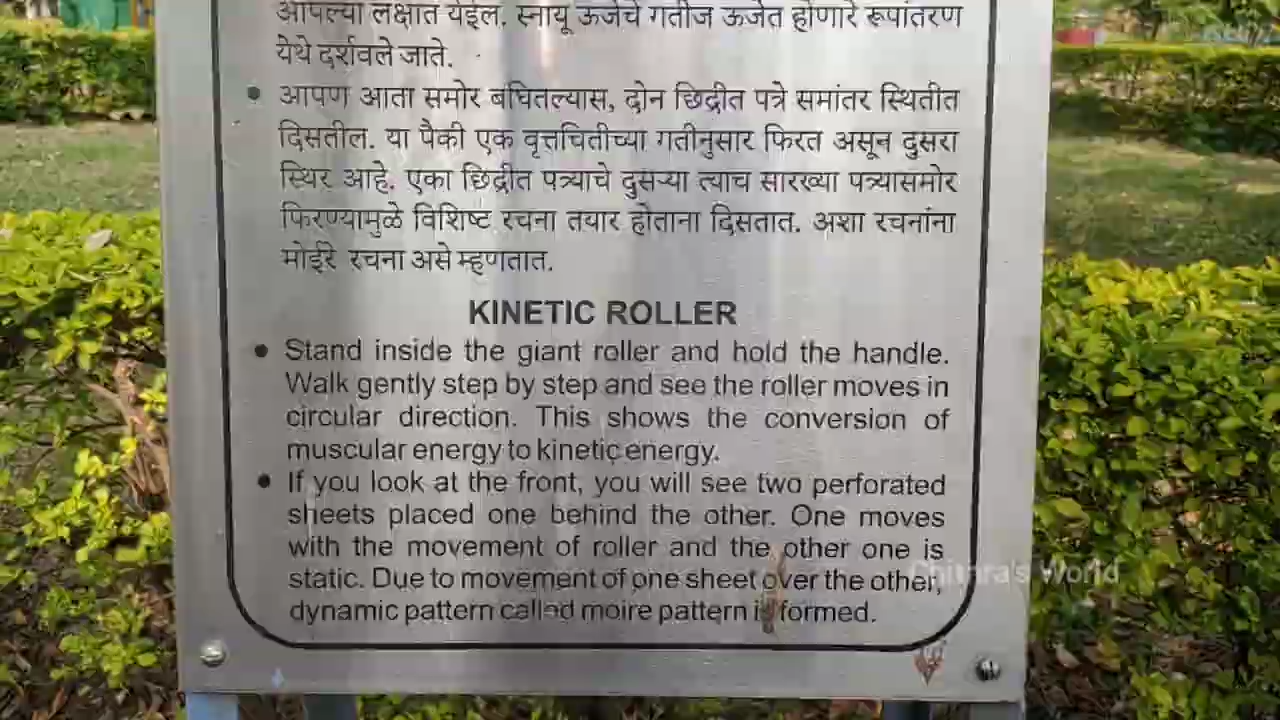 आपल्या लक्षात येईल. स्नायू ऊर्जेचे गतीज ऊर्जेत होणारे रूपांतरण
येथे दर्शवले जाते.
• आपण आता समोर बघितल्यास, दोन छिद्रीत पत्रे समांतर स्थितीत
दिसतील. या पैकी एक वृत्तचितीच्या गतीनुसार फिरत असून दुसरा
स्थिर आहे. एका छिद्रीत पत्र्याचे दुसऱ्या त्याच सारख्या पत्र्यासमोर
फिरण्यामुळे विशिष्ट रचना तयार होताना दिसतात. अशा रचनांना
मोईरे रचना असे म्हणतात.
KINETIC ROLLER
• Stand inside the giant roller and hold the handle.
Walk gently step by step and see the roller moves in
circular direction. This shows the conversion of
muscular energy to kinetic energy.
• If you look at the front, you will see two perforated
sheets placed one behind the other. One moves
with the movement of roller and the other one is
static. Due to movement of one sheet over the other,
dynamic pattern called moire pattern is formed.
Chitara's World